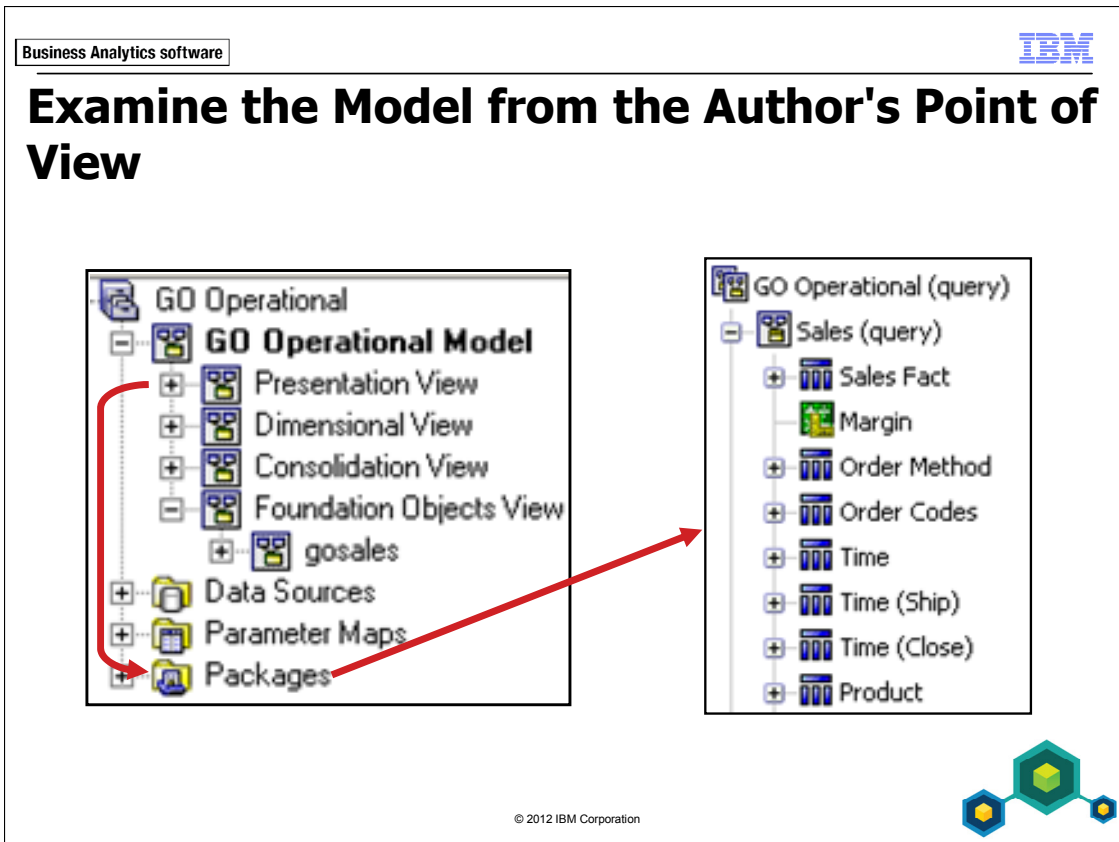 Business Analytics software
IBM
Examine the Model from the Author's Point of
View
GO Operational
GO Operational Model
Presentation View
Dimensional View
Consolidation View
Foundation Objects View
gosales
Data Sources
Parameter Maps
Packages
GO Operational (query)
Sales (query)
Sales Fact
Margin
Order Method
Order Codes
Time
Time (Ship)
Time (Close)
Product
© 2012 IBM Corporation